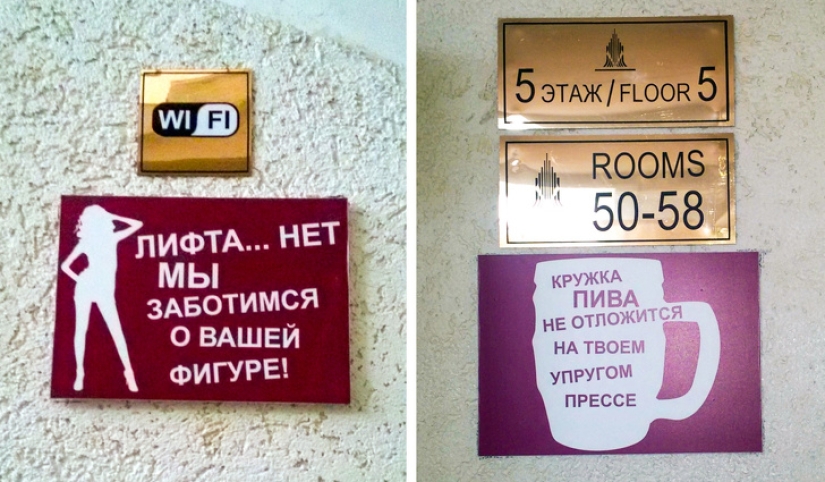 WI FI
ЛИФТА... НЕТ
МЫ
ЗАБОТИМСЯ
О ВАШЕЙ
ФИГУРЕ!
5 ЭТАЖ/FLOOR 5
ROOMS
50-58
КРУЖКА
ПИВА
НЕ ОТЛОЖИТСЯ
НА ТВОЕМ
УПРУГОМ
ПРЕССЕ